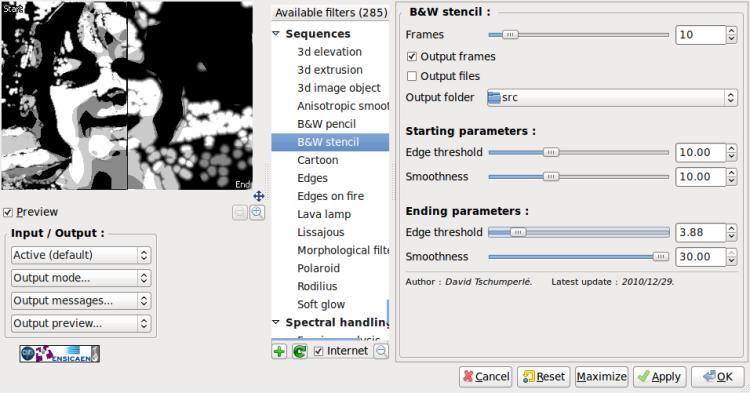 Start
End
Preview
Input / Output :
Active (default)
Output mode...
Output messages...
Output preview...
ENSICAEN
Available filters (285)
Sequences
3d elevation
3d extrusion
3d image object
Anisotropic smoot
B&W pencil
B&W stencil
Cartoon
Edges
Edges on fire
Lava lamp
Lissajous
Morphological filte
Polaroid
Rodilius
Soft glow
Spectral handling
Internet
B&W stencil :
Frames 10
Output frames
Output files
Output folder src
Starting parameters :
Edge threshold 10.00
Smoothness 10.00
Ending parameters :
Edge threshold 3.88
Smoothness 30.00
Author : David Tschumperlé. Latest update : 2010/12/29.
Cancel Reset Maximize Apply OK